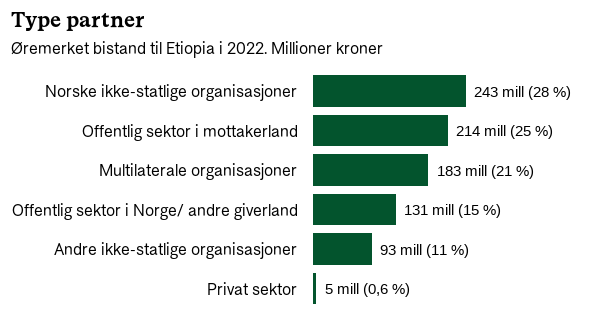 Type partner
Øremerket bistand til Etiopia i 2022. Millioner kroner
Norske ikke-statlige organisasjoner 243 mill (28 %)
Offentlig sektor i mottakerland 214 mill (25 %)
Multilaterale organisasjoner 183 mill (21 %)
Offentlig sektor i Norge/ andre giverland 131 mill (15 %)
Andre ikke-statlige organisasjoner 93 mill (11 %)
Privat sektor 5 mill (0,6 %)